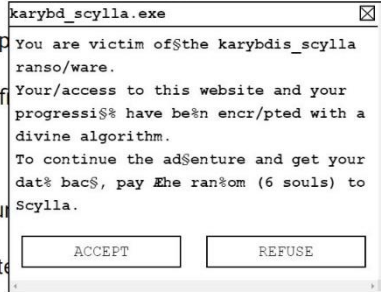 karybd_scylla.exe
You are victim of§the karybdis_scylla
ranso/ware.
Your/access to this website and your
progressi§% have be%n encr/pted with a
divine algorithm.
To continue the ad§enture and get your
dat% bac§, pay Æhe ran%om (6 souls) to
Scylla.
ACCEPT
REFUSE